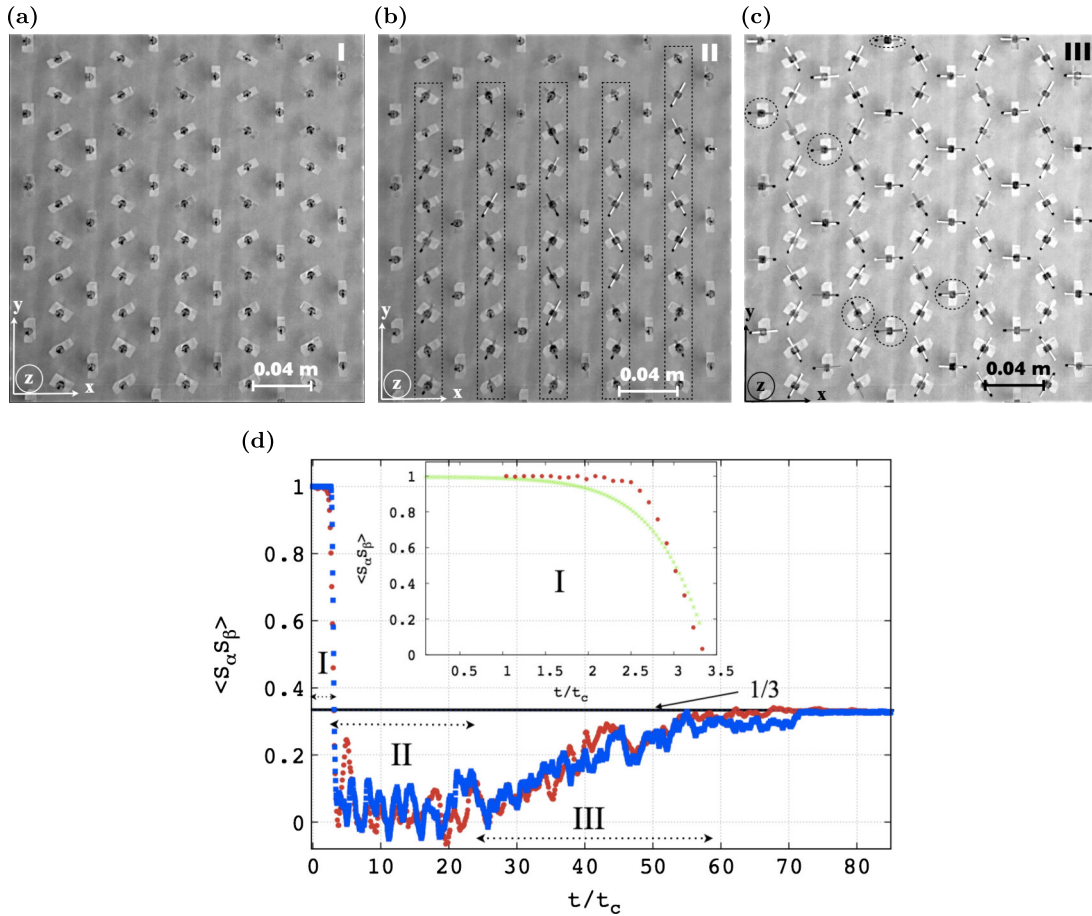 (a)
(b)
(c)
I
II
III
y
z
x
0.04 m
y
z
x
0.04 m
y
z
x
0.04 m
(d)
1
0.8
0.6
0.4
0.2
0
<SαSβ>
0 10 20 30 40 50 60 70 80
t/tc
I
II
III
1/3
1
0.8
0.6
0.4
0.2
0
<SαSβ>
I
0.5 1 1.5 2 2.5 3 3.5
t/tc